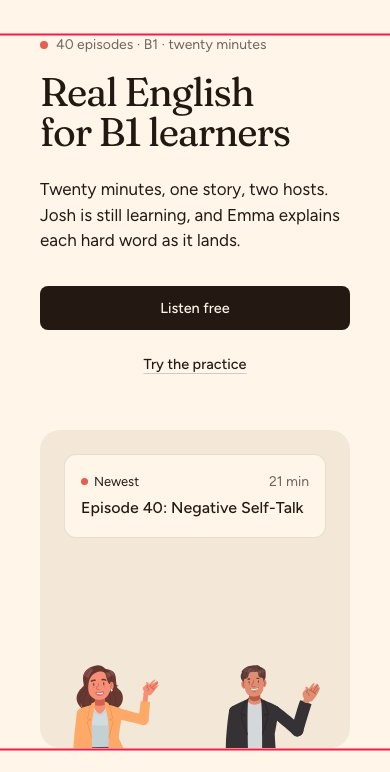 40 episodes · B1 · twenty minutes
Real English
for B1 learners
Twenty minutes, one story, two hosts.
Josh is still learning, and Emma explains
each hard word as it lands.
Listen free
Try the practice
Newest
21 min
Episode 40: Negative Self-Talk